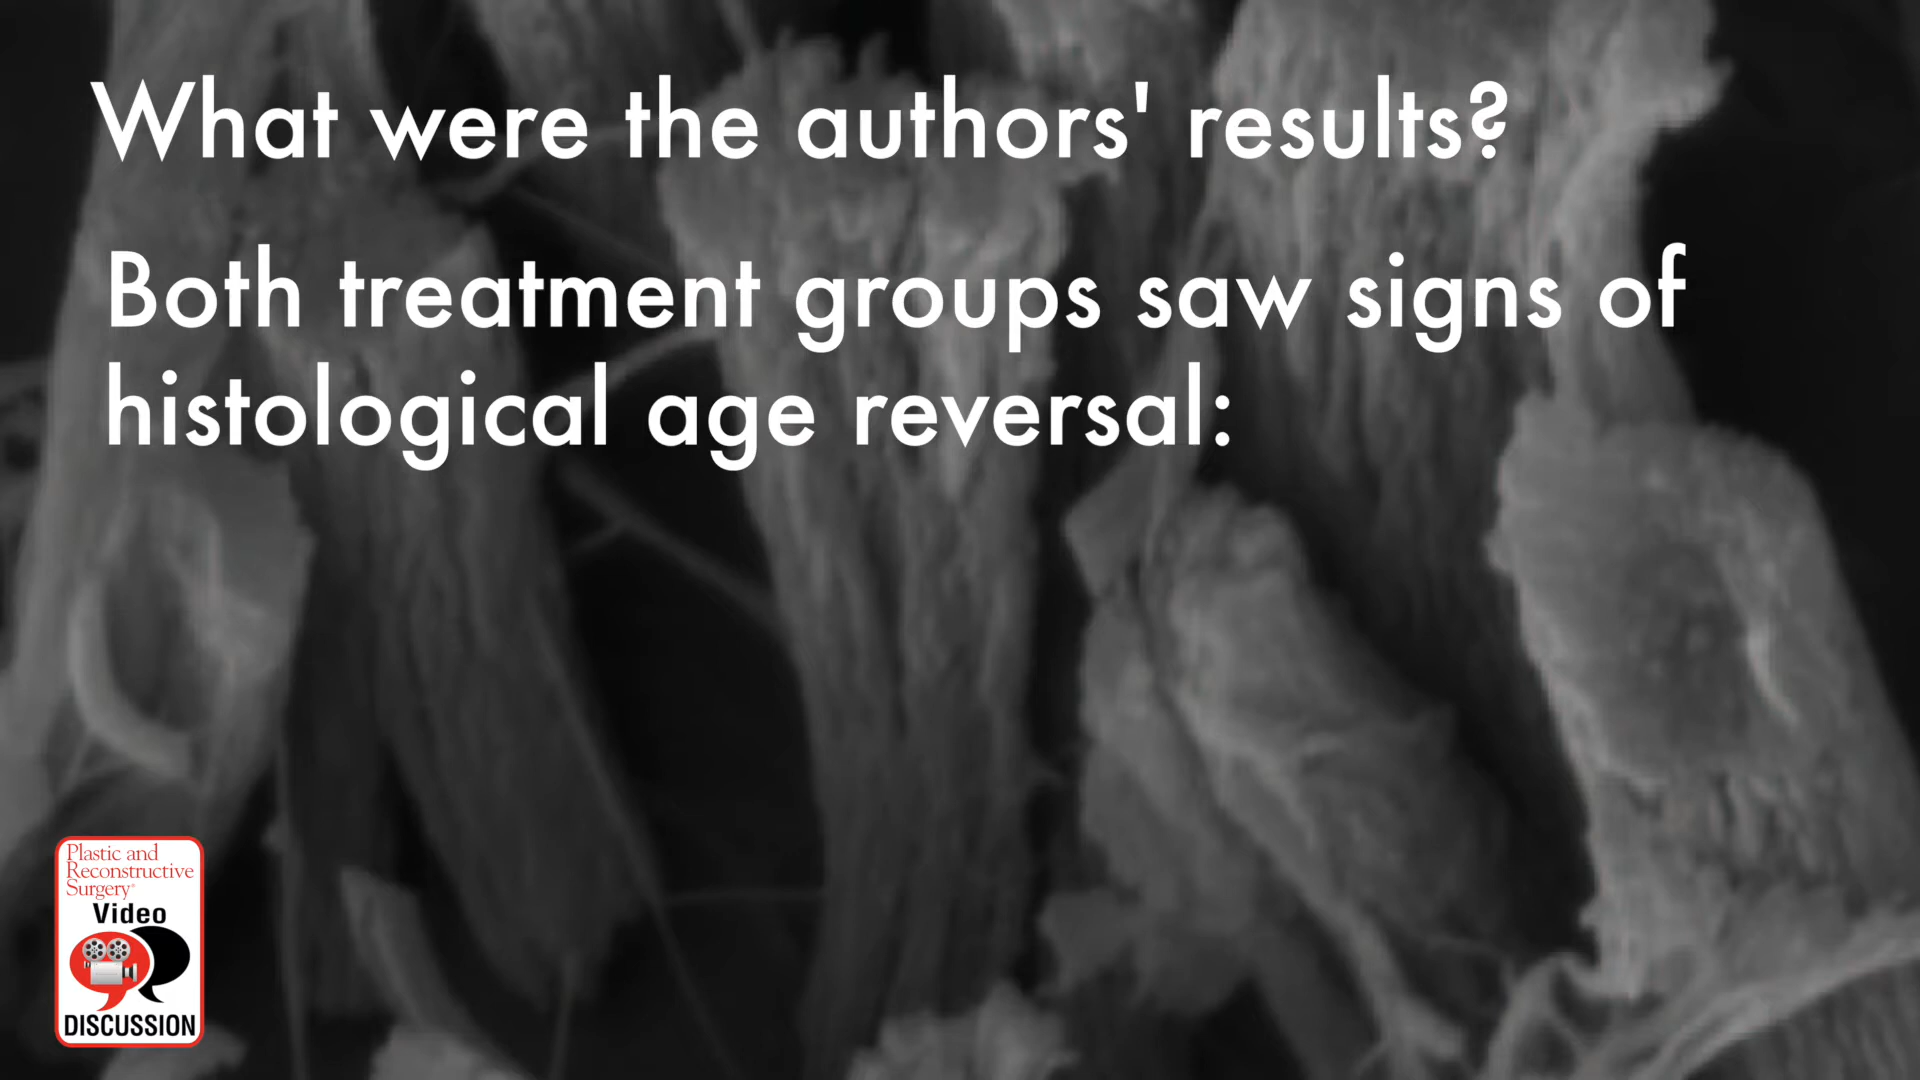 What were the authors' results?
Both treatment groups saw signs of
histological age reversal:
Plastic and
Reconstructive
Surgery®
Video
DISCUSSION